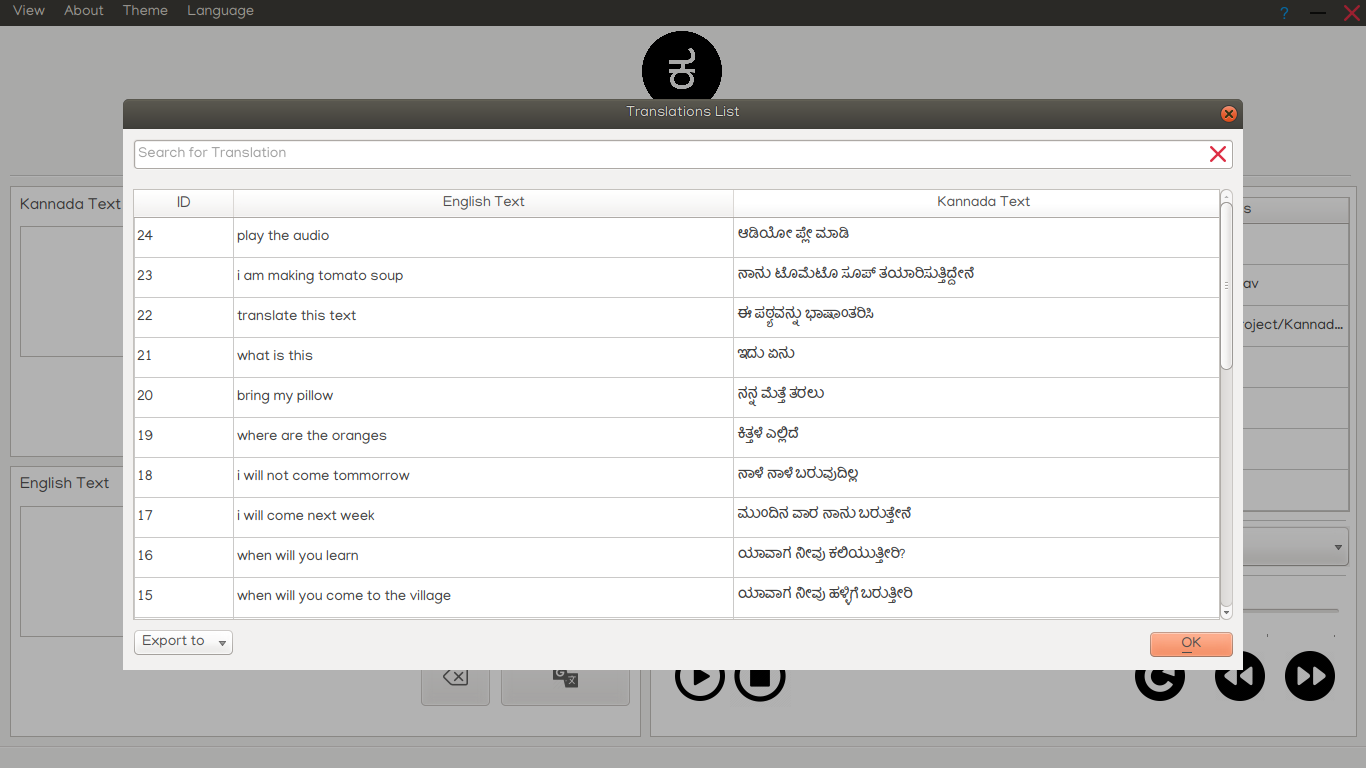 View About Theme Language ?
Translations List
Search for Translation
Kannada Text
ID English Text Kannada Text
s
24 play the audio ಆಡಿಯೋ ಪ್ಲೇ ಮಾಡಿ
23 i am making tomato soup ನಾನು ಟೊಮೆಟೊ ಸೂಪ್ ತಯಾರಿಸುತ್ತಿದ್ದೇನೆ
av
22 translate this text ಈ ಪಠ್ಯವನ್ನು ಭಾಷಾಂತರಿಸಿ
oject/Kannad...
21 what is this ಇದು ಏನು
20 bring my pillow ನನ್ನ ಮೆತ್ತೆ ತರಲು
19 where are the oranges ಕಿತ್ತಳೆ ಎಲ್ಲಿದೆ
18 i will not come tommorrow ನಾಳೆ ನಾಳೆ ಬರುವುದಿಲ್ಲ
English Text
17 i will come next week ಮುಂದಿನ ವಾರ ನಾನು ಬರುತ್ತೇನೆ
16 when will you learn ಯಾವಾಗ ನೀವು ಕಲಿಯುತ್ತೀರಿ?
15 when will you come to the village ಯಾವಾಗ ನೀವು ಹಳ್ಳಿಗೆ ಬರುತ್ತೀರಿ
Export to OK